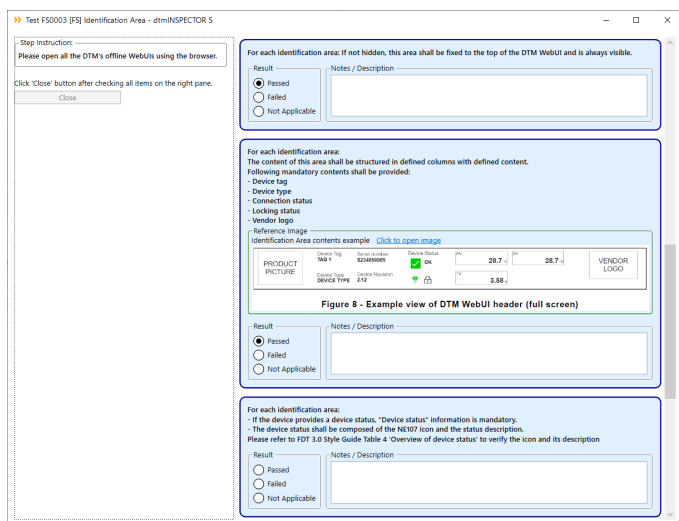 Test FS0003 [FS] Identification Area - dtmINSPECTOR 5
Step Instruction:
Please open all the DTM's offline WebUIs using the browser.
Click 'Close' button after checking all items on the right pane.
Close
For each identification area: If not hidden, this area shall be fixed to the top of the DTM WebUI and is always visible.
Result
Notes / Description
Passed
Failed
Not Applicable
For each identification area:
The content of this area shall be structured in defined columns with defined content.
Following mandatory contents shall be provided:
- Device tag
- Device type
- Connection status
- Locking status
- Vendor logo
Reference Image
Identification Area contents example Click to open image
PRODUCT PICTURE
Device Tag
TAG 1
Serial number
S234059005
Device Status
OK
PV
28.7
SV
28.7
VENDOR LOGO
Device Type
DEVICE TYPE
Device Revision
2.12
TV
3.58
Figure 8 - Example view of DTM WebUI header (full screen)
Result
Notes / Description
Passed
Failed
Not Applicable
For each identification area:
- If the device provides a device status, "Device status" information is mandatory.
- The device status shall be composed of the NE107 icon and the status description.
Please refer to FDT 3.0 Style Guide Table 4 'Overview of device status' to verify the icon and its description
Result
Notes / Description
Passed
Failed
Not Applicable